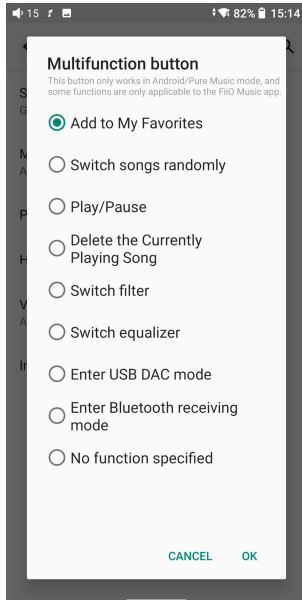 15 82% 15:14
Multifunction button
This button only works in Android/Pure Music mode, and
some functions are only applicable to the FiiO Music app.
Add to My Favorites
Switch songs randomly
Play/Pause
Delete the Currently
Playing Song
Switch filter
Switch equalizer
Enter USB DAC mode
Enter Bluetooth receiving
mode
No function specified
CANCEL OK